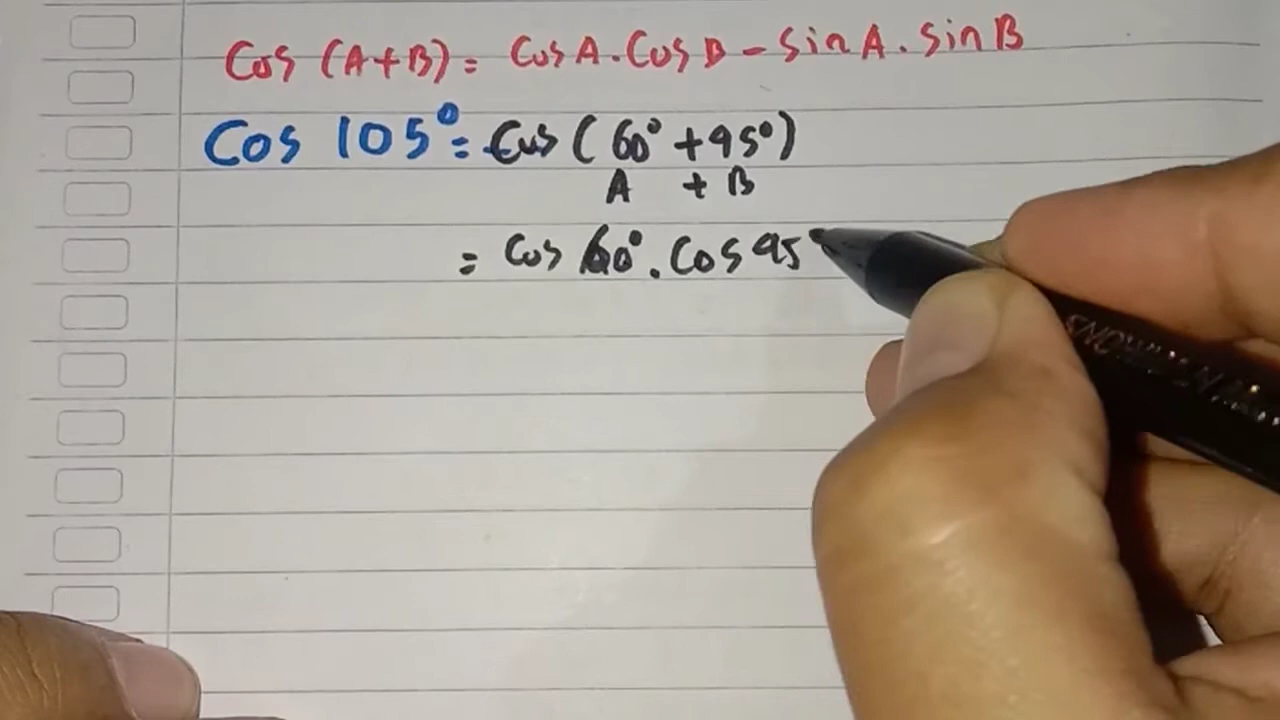 Cos (A+B) = Cos A . Cos B - Sin A . Sin B
Cos 105° = Cos ( 60° + 45° )
A + B
= Cos 60° . Cos 45